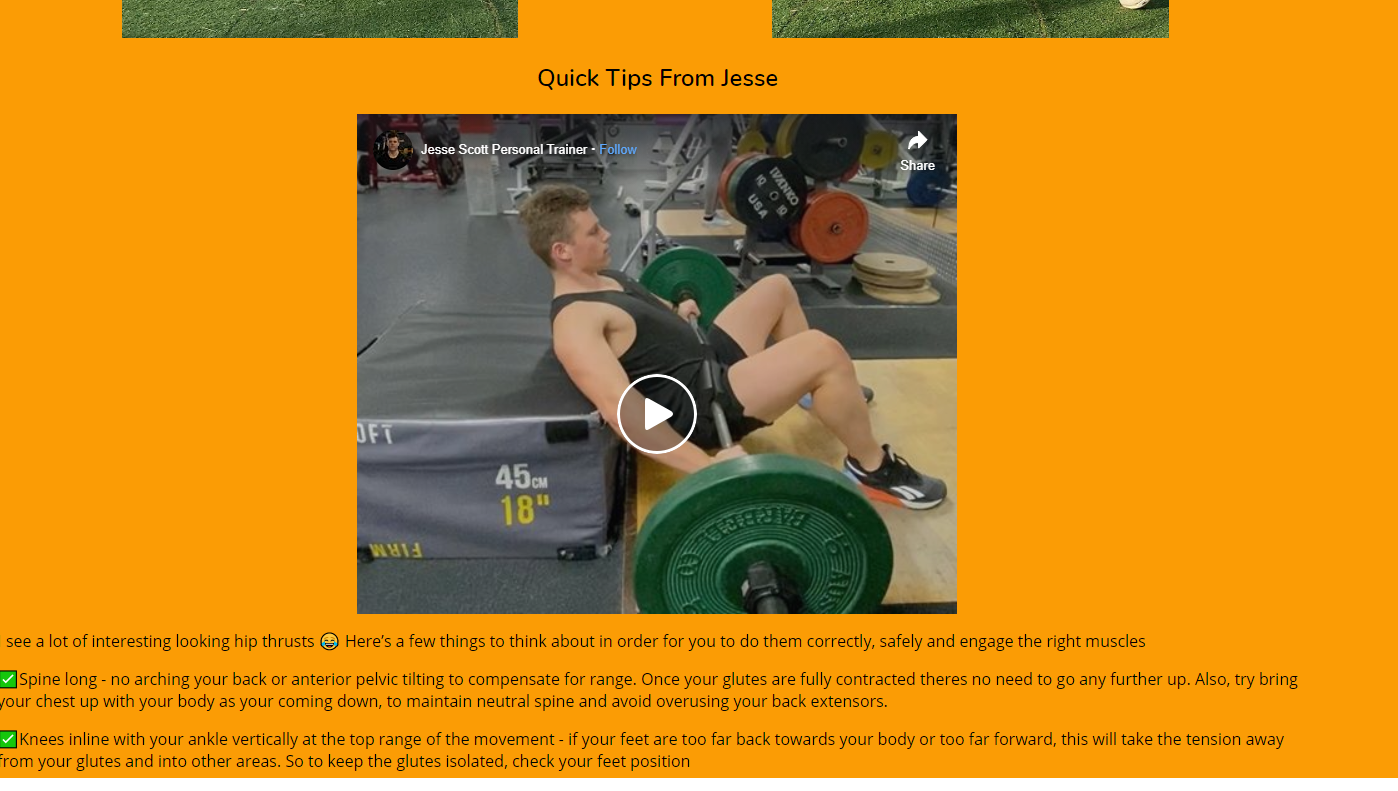 Quick Tips From Jesse
Jesse Scott Personal Trainer · Follow
Share
IVANKO
USA
OFT
45CM
18"
FIRM
I see a lot of interesting looking hip thrusts 😂 Here’s a few things to think about in order for you to do them correctly, safely and engage the right muscles
✅Spine long - no arching your back or anterior pelvic tilting to compensate for range. Once your glutes are fully contracted theres no need to go any further up. Also, try bring
your chest up with your body as your coming down, to maintain neutral spine and avoid overusing your back extensors.
✅Knees inline with your ankle vertically at the top range of the movement - if your feet are too far back towards your body or too far forward, this will take the tension away
from your glutes and into other areas. So to keep the glutes isolated, check your feet position